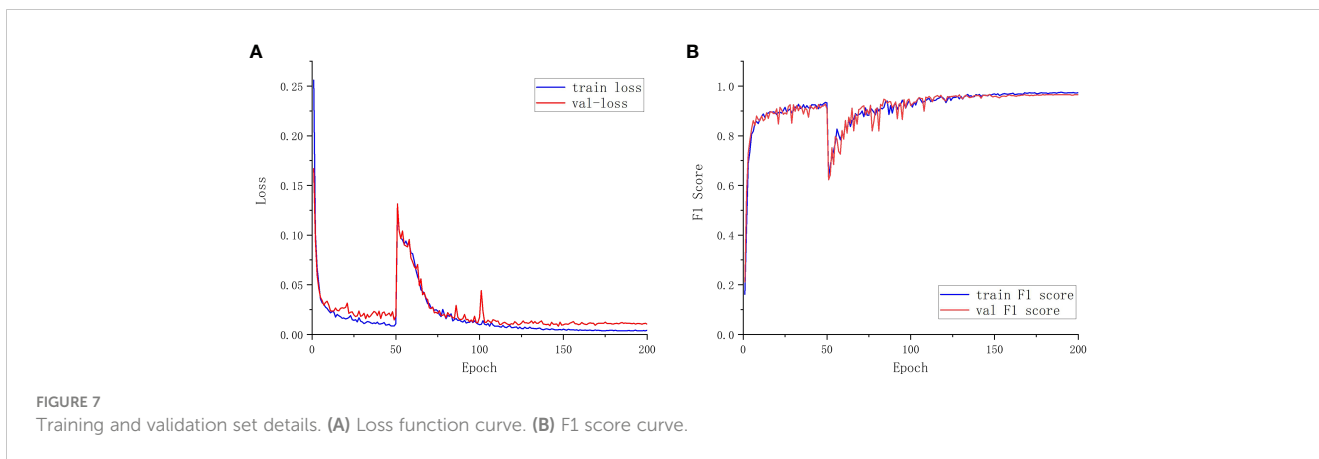 A
0.25
0.20
0.15
0.10
0.05
0.00
Loss
0
50
100
150
200
Epoch
train loss
val-loss
B
1.0
0.8
0.6
0.4
0.2
0.0
F1 Score
0
50
100
150
200
Epoch
train F1 score
val F1 score
FIGURE 7
Training and validation set details. (A) Loss function curve. (B) F1 score curve.